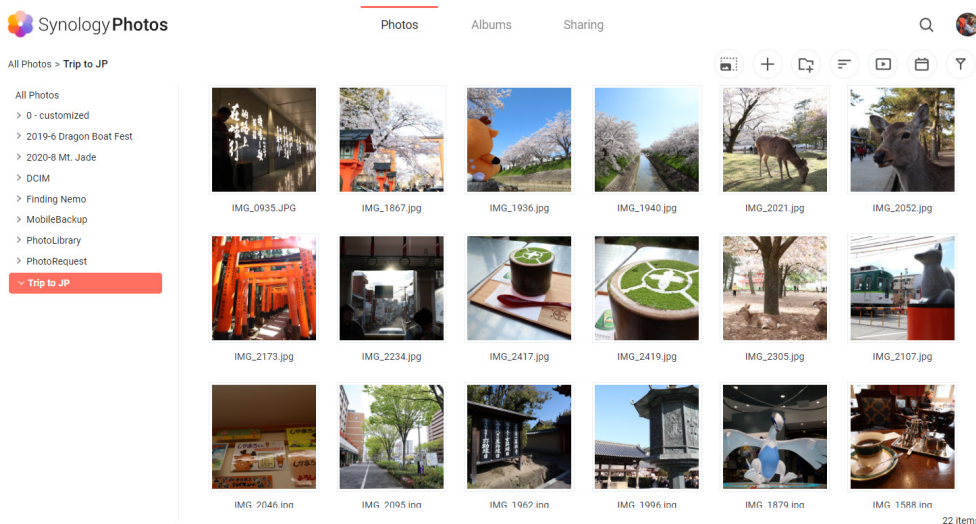 Synology Photos
Photos
Albums
Sharing
All Photos > Trip to JP
All Photos
0 - customized
2019-6 Dragon Boat Fest
2020-8 Mt. Jade
DCIM
Finding Nemo
MobileBackup
PhotoLibrary
PhotoRequest
Trip to JP
IMG_0935.JPG
IMG_1867.jpg
IMG_1936.jpg
IMG_1940.jpg
IMG_2021.jpg
IMG_2052.jpg
IMG_2173.jpg
IMG_2234.jpg
IMG_2417.jpg
IMG_2419.jpg
IMG_2305.jpg
IMG_2107.jpg
IMG_2046.jpg
IMG_2095.jpg
IMG_1962.jpg
IMG_1996.jpg
IMG_1879.jpg
IMG_1588.jpg
22 item